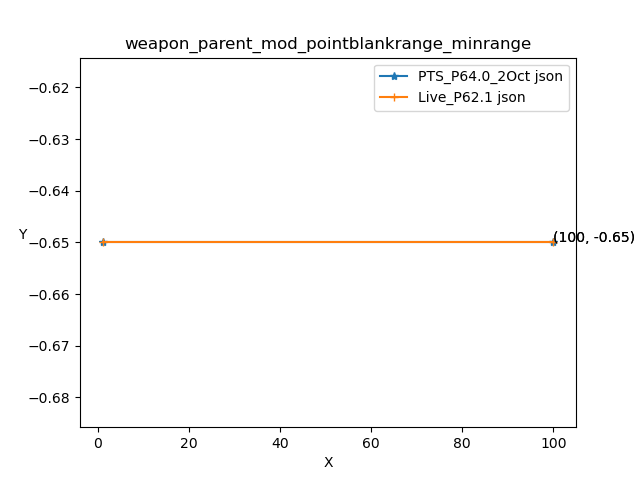 weapon_parent_mod_pointblankrange_minrange
PTS_P64.0_2Oct json
Live_P62.1 json
−0.62
−0.63
−0.64
Y
−0.65
(100, -0.65)
−0.66
−0.67
−0.68
0 20 40 60 80 100
X